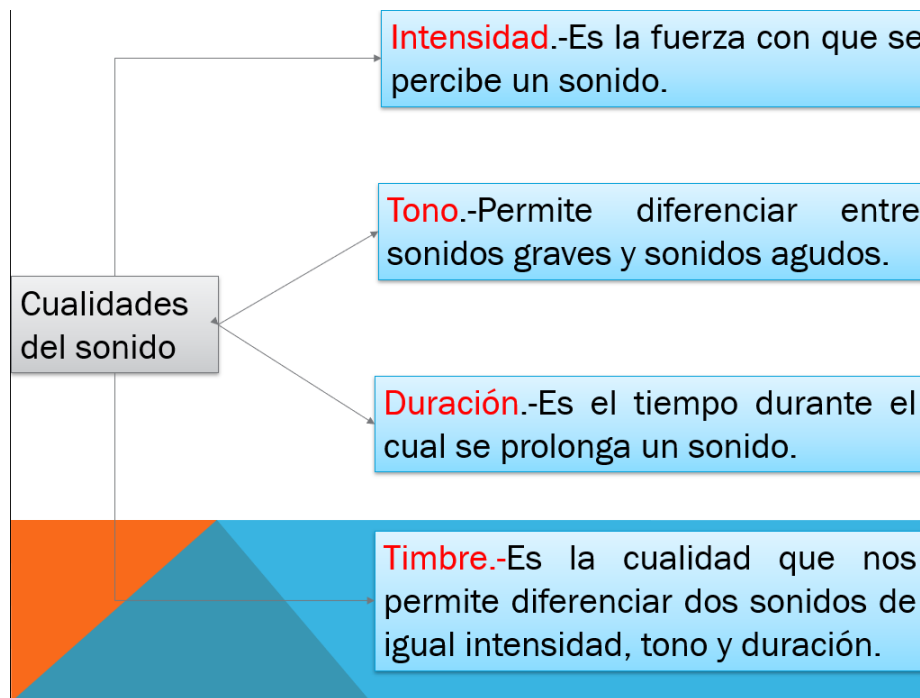 Intensidad.-Es la fuerza con que se
percibe un sonido.
Tono.-Permite diferenciar entre
sonidos graves y sonidos agudos.
Cualidades
del sonido
Duración.-Es el tiempo durante el
cual se prolonga un sonido.
Timbre.-Es la cualidad que nos
permite diferenciar dos sonidos de
igual intensidad, tono y duración.